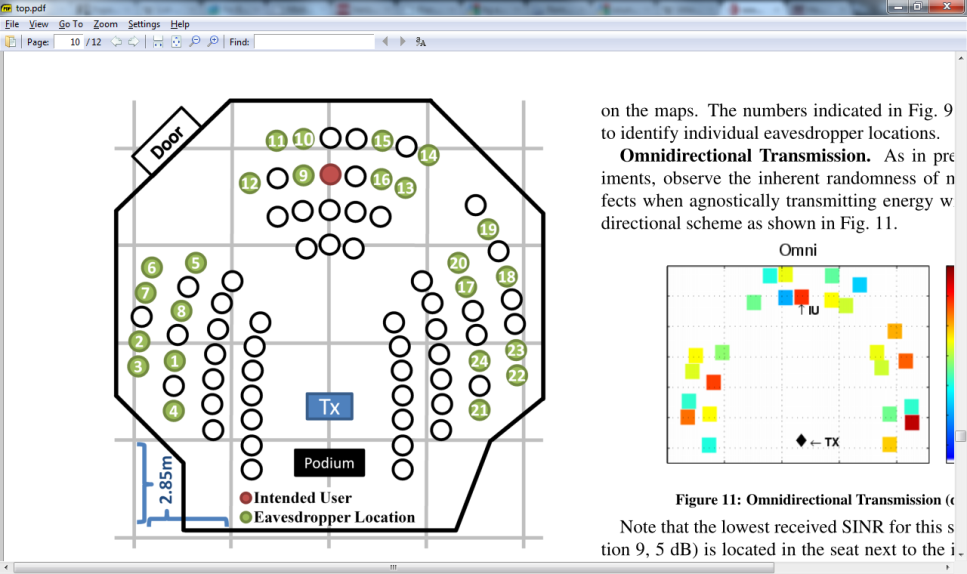 top.pdf
File View Go To Zoom Settings Help
Page: 10 / 12 Find:
Door
11 10 15 14
12 9 16 13
19
6 5 20 18
7 17
8
2 1 23
3 24 22
4 21
Tx
Podium
2.85m
Intended User
Eavesdropper Location
on the maps. The numbers indicated in Fig. 9
to identify individual eavesdropper locations.
Omnidirectional Transmission. As in pre
iments, observe the inherent randomness of
fects when agnostically transmitting energy w
directional scheme as shown in Fig. 11.
Omni
↑ IU
← TX
Figure 11: Omnidirectional Transmission (
Note that the lowest received SINR for this s
tion 9, 5 dB) is located in the seat next to the i